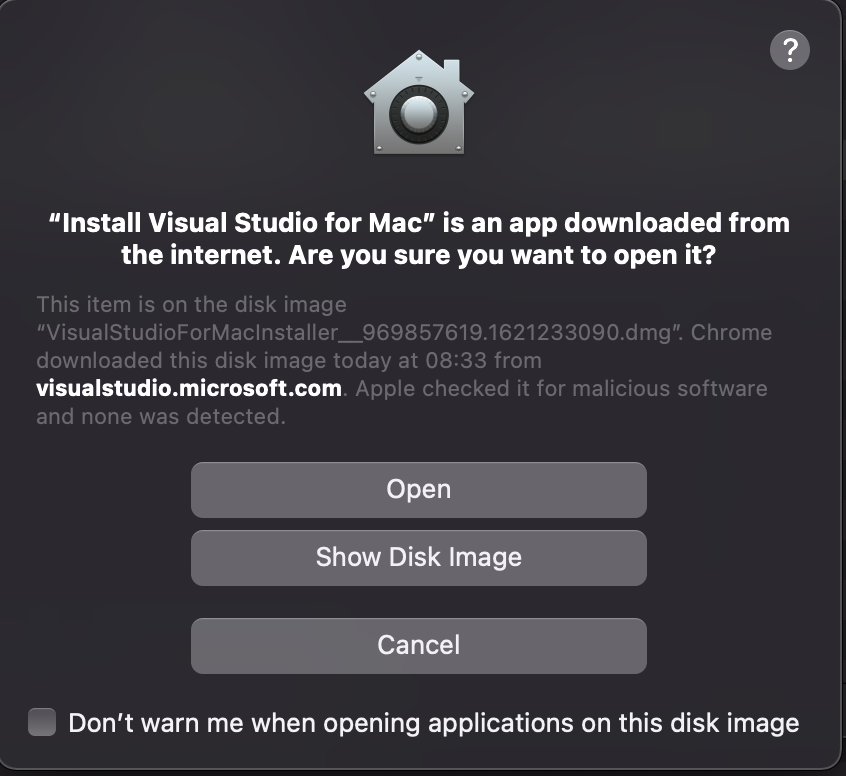 ?
“Install Visual Studio for Mac” is an app downloaded from
the internet. Are you sure you want to open it?
This item is on the disk image
“VisualStudioForMacInstaller__969857619.1621233090.dmg”. Chrome
downloaded this disk image today at 08:33 from
visualstudio.microsoft.com. Apple checked it for malicious software
and none was detected.
Open
Show Disk Image
Cancel
Don’t warn me when opening applications on this disk image